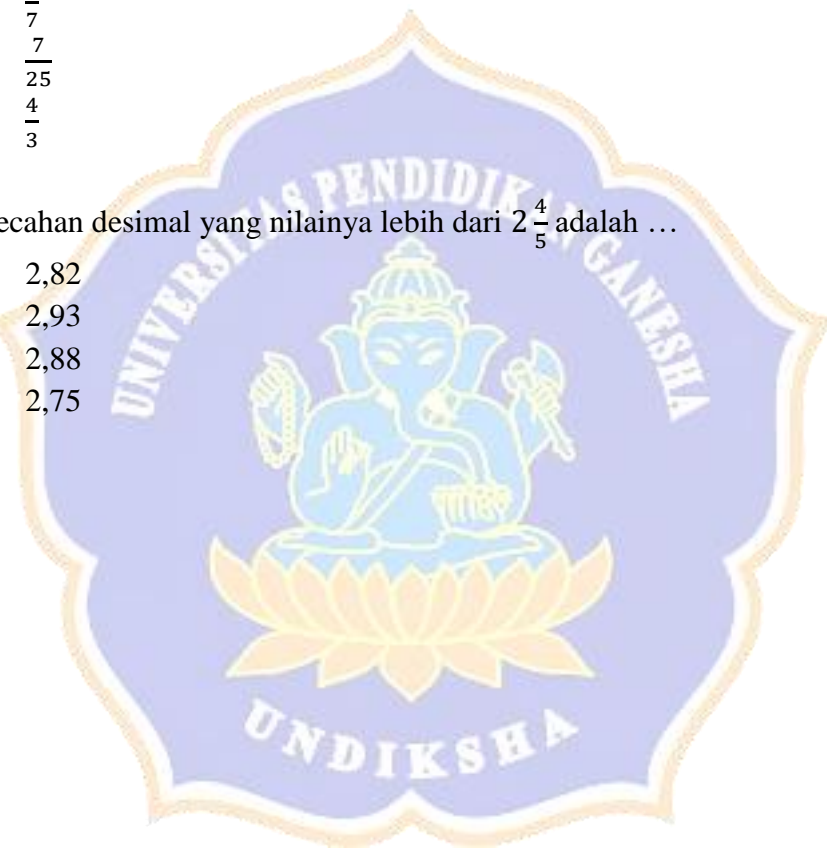 7
7/25
4/3
ecahan desimal yang nilainya lebih dari 2 4/5 adalah …
2,82
2,93
2,88
2,75
UNIVERSITAS PENDIDIKAN GANESHA
UNDIKSHA